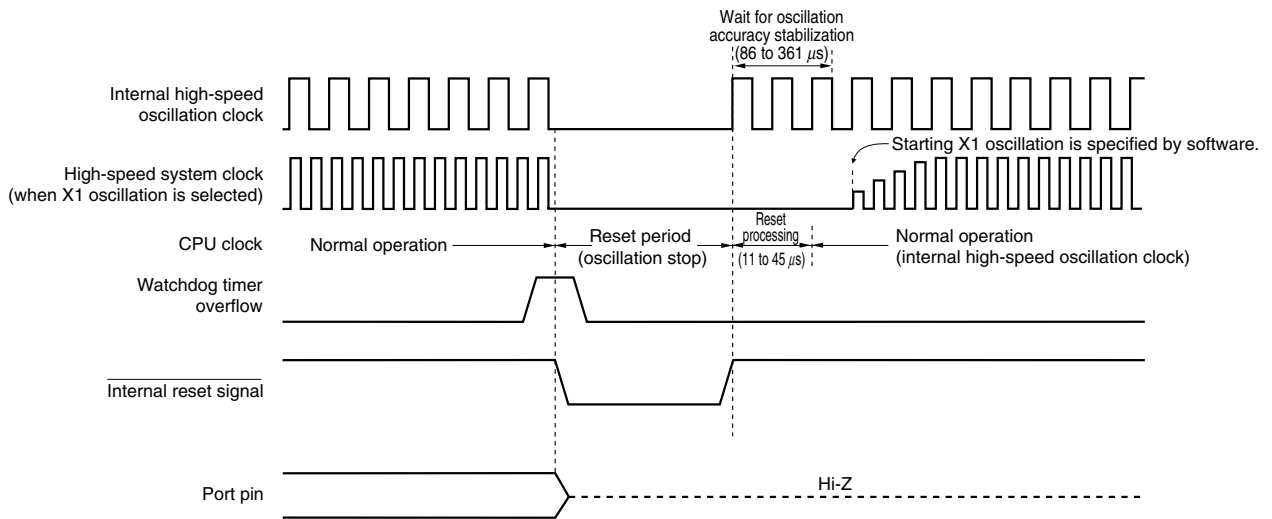 Wait for oscillation
accuracy stabilization
(86 to 361 μs)
Internal high-speed
oscillation clock
Starting X1 oscillation is specified by software.
High-speed system clock
(when X1 oscillation is selected)
CPU clock
Normal operation
Reset period
(oscillation stop)
Reset
processing
(11 to 45 μs)
Normal operation
(internal high-speed oscillation clock)
Watchdog timer
overflow
Internal reset signal
Port pin
Hi-Z